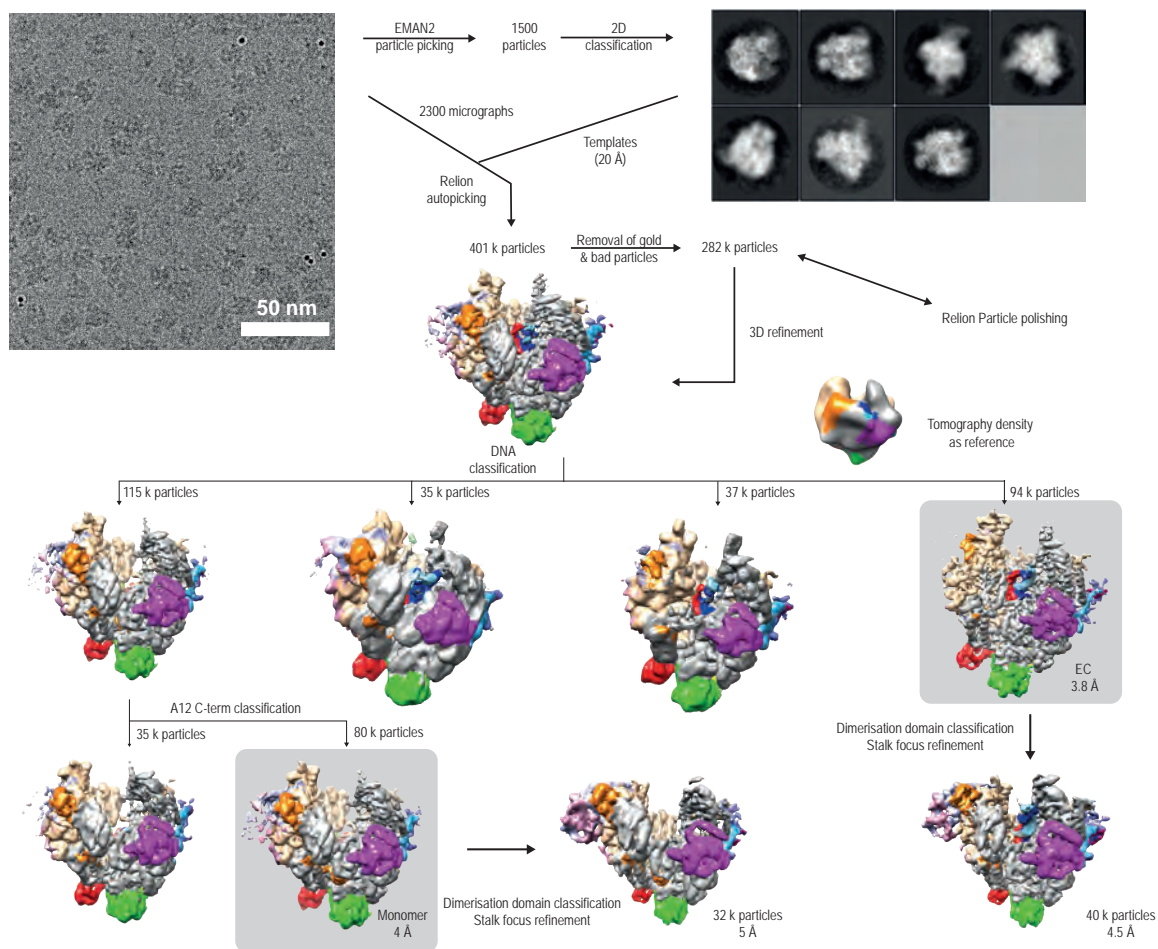 EMAN2
particle picking
1500
particles
2D
classification
2300 micrographs
Templates
(20 Å)
Relion
autopicking
50 nm
401 k particles
Removal of gold
& bad particles
282 k particles
Relion Particle polishing
3D refinement
Tomography density
as reference
DNA
classification
115 k particles
35 k particles
37 k particles
94 k particles
EC
3.8 Å
A12 C-term classification
35 k particles
80 k particles
Dimerisation domain classification
Stalk focus refinement
Monomer
4 Å
Dimerisation domain classification
Stalk focus refinement
32 k particles
5 Å
40 k particles
4.5 Å